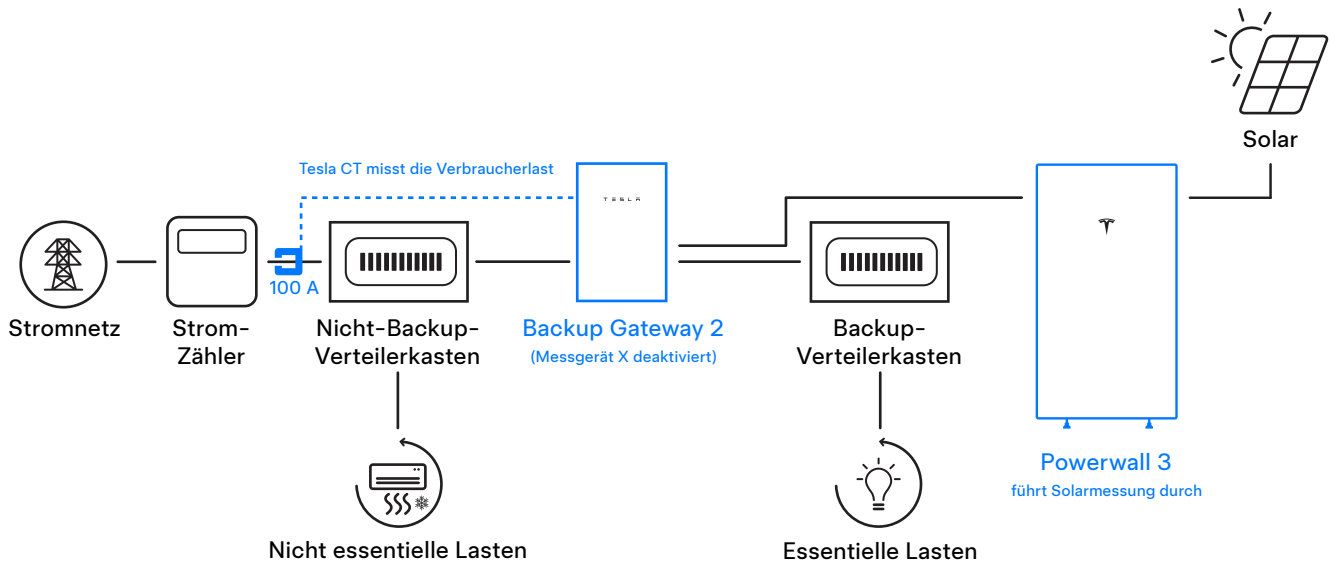 Solar
Tesla CT misst die Verbraucherlast
TESLA
100 A
Stromnetz
Strom-
Zähler
Nicht-Backup-
Verteilerkasten
Backup Gateway 2
(Messgerät X deaktiviert)
Backup-
Verteilerkasten
Powerwall 3
führt Solarmessung durch
Nicht essentielle Lasten
Essentielle Lasten